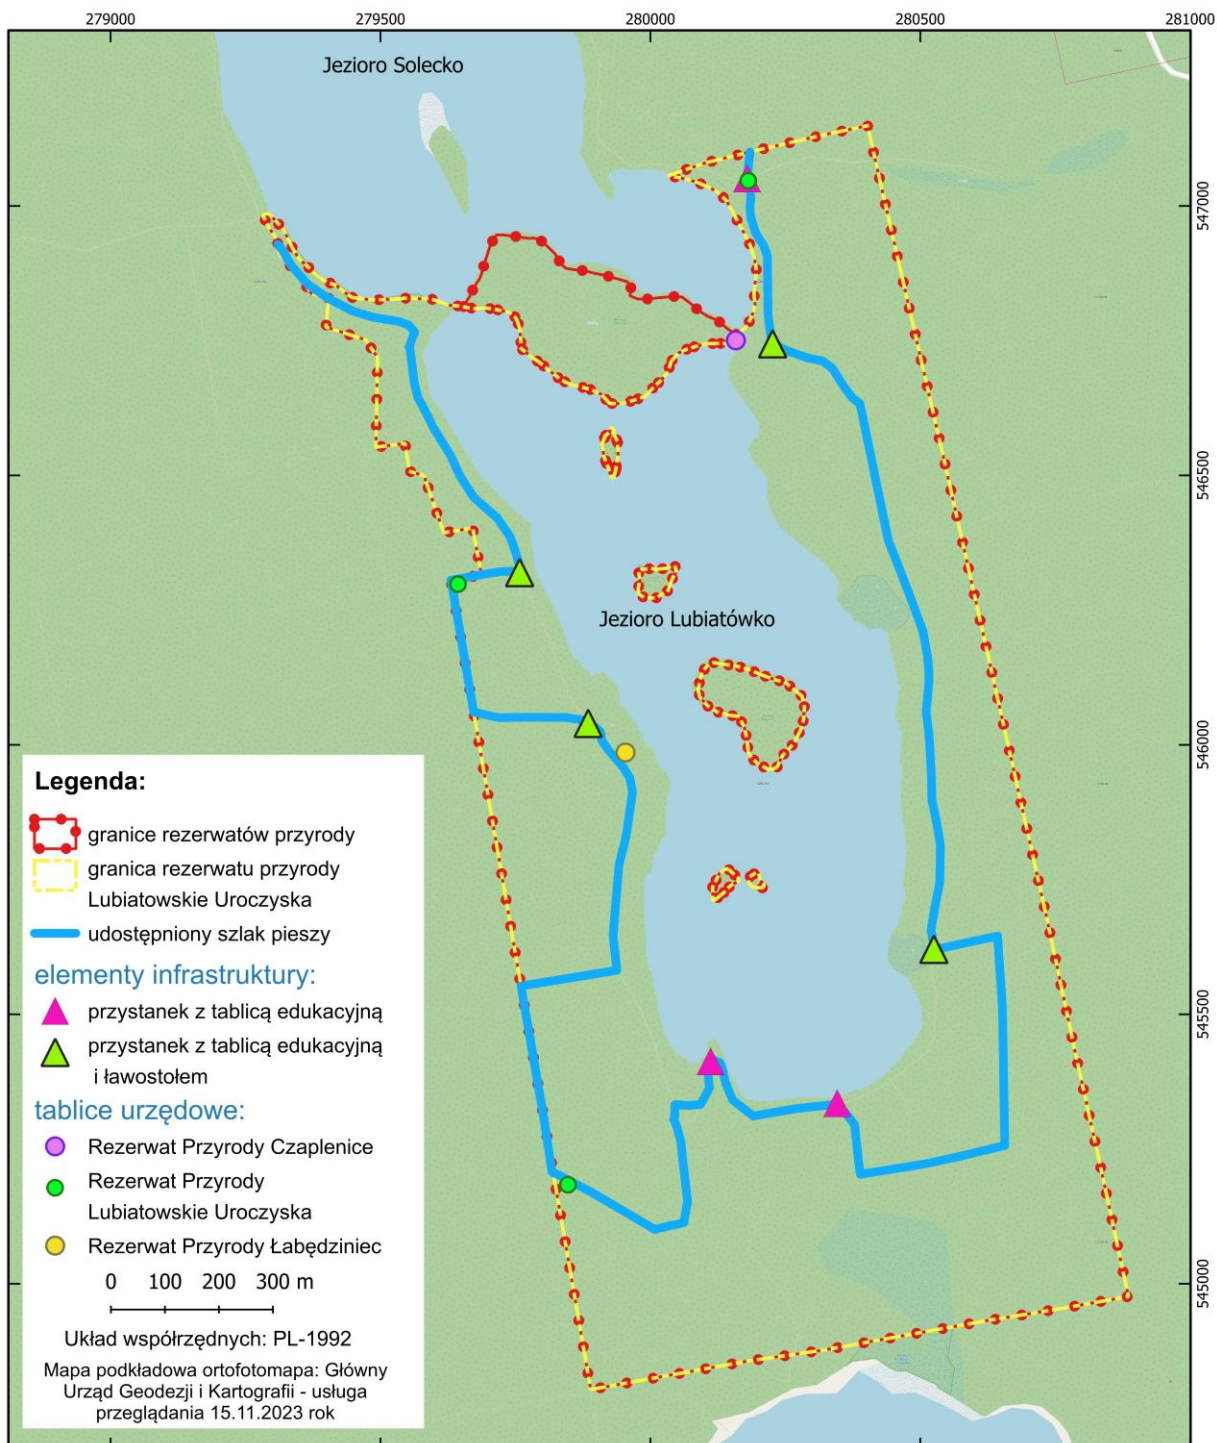 279000 279500 280000 280500 281000
Jezioro Solecko
547000
546500
Jezioro Lubiatówko
546000
545500
545000
Legenda:
granice rezerwatów przyrody
granica rezerwatu przyrody
Lubiatowskie Uroczyska
udostępniony szlak pieszy
elementy infrastruktury:
przystanek z tablicą edukacyjną
przystanek z tablicą edukacyjną
i ławostołem
tablice urzędowe:
Rezerwat Przyrody Czaplenice
Rezerwat Przyrody
Lubiatowskie Uroczyska
Rezerwat Przyrody Łabędziniec
0 100 200 300 m
Układ współrzędnych: PL-1992
Mapa podkładowa ortofotomapa: Główny
Urząd Geodezji i Kartografii - usługa
przeglądania 15.11.2023 rok